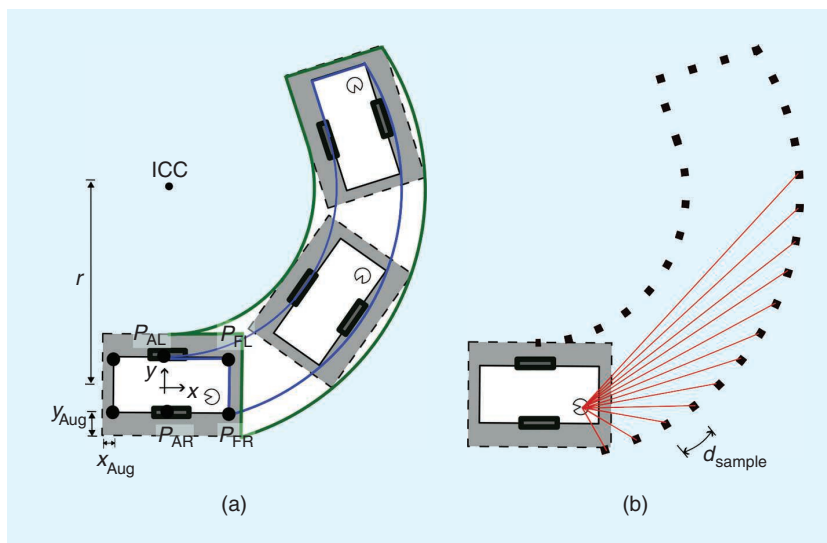 ICC
r
P_AL
P_FL
y
x
y_Aug
P_AR
P_FR
x_Aug
d_sample
(a)
(b)